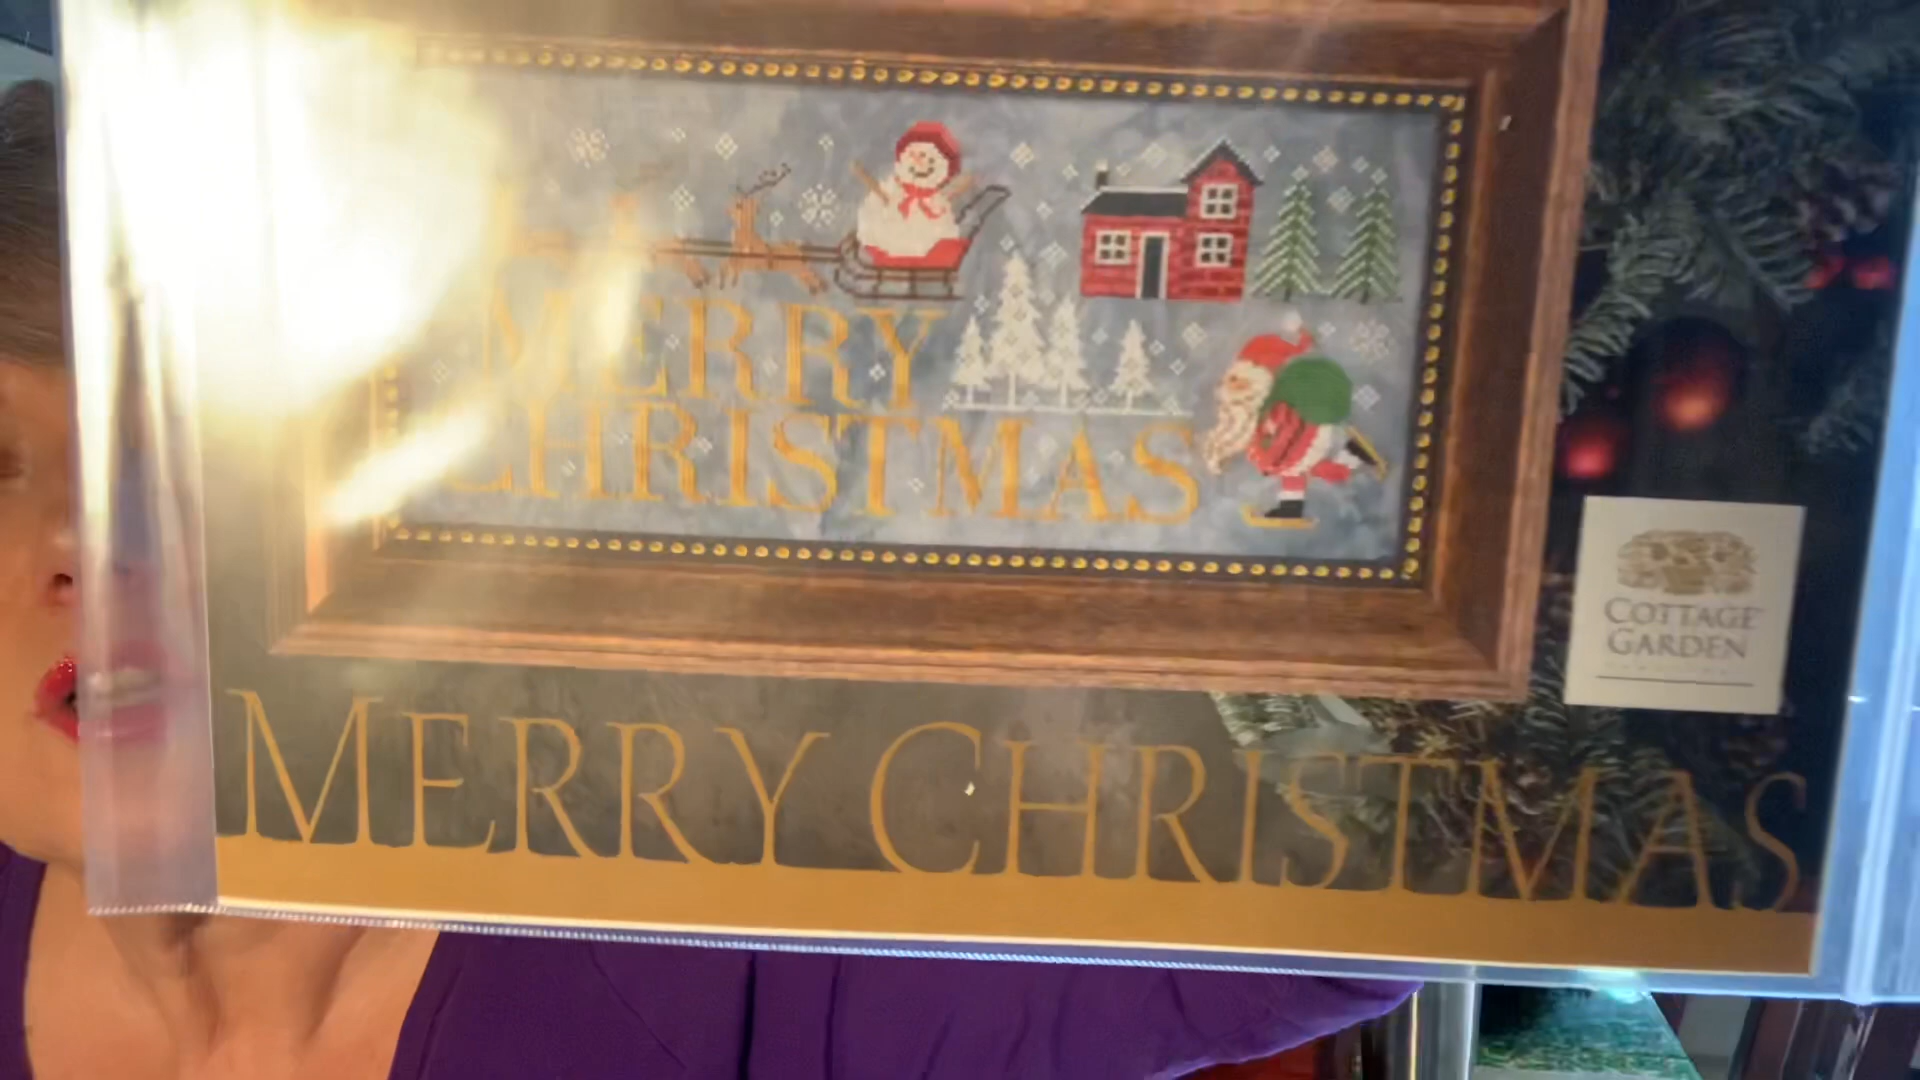 MERRY
CHRISTMAS
COTTAGE
GARDEN
MERRY CHRISTMAS